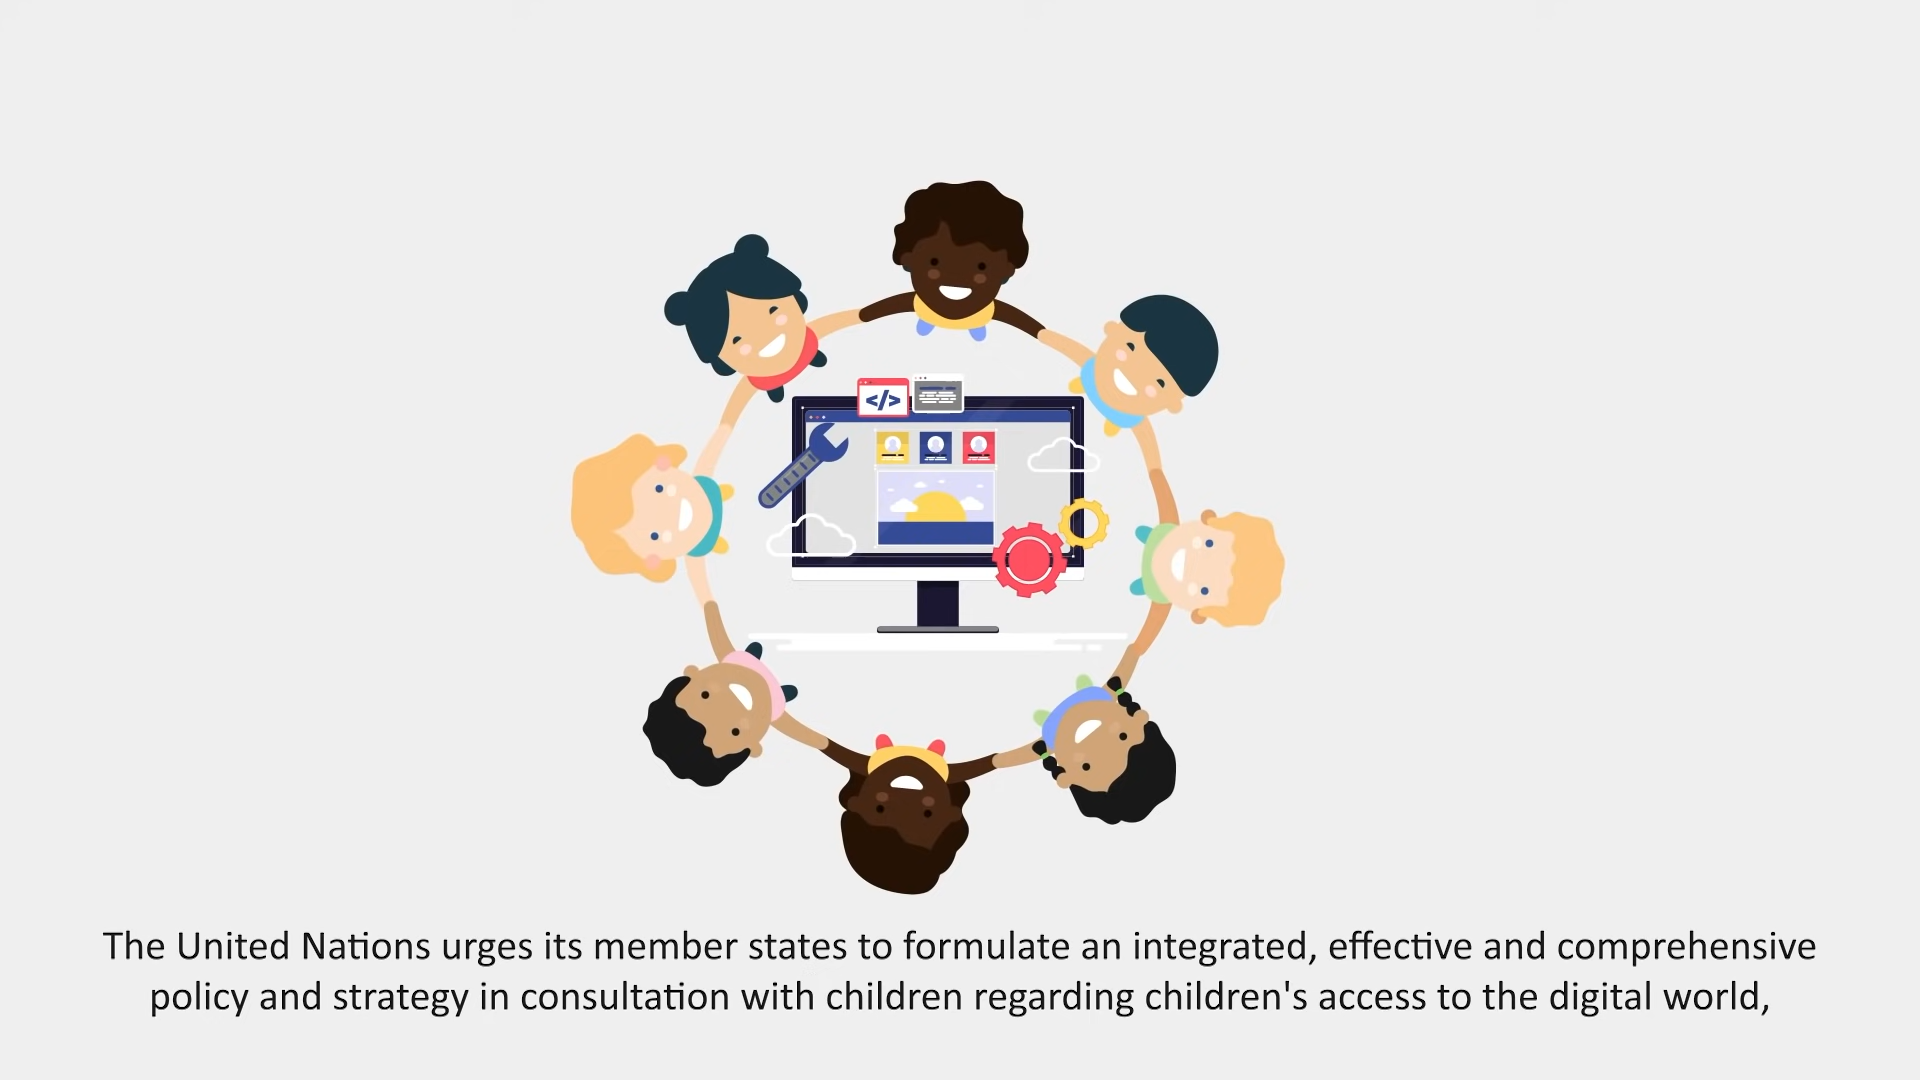 </>
The United Nations urges its member states to formulate an integrated, effective and comprehensive
policy and strategy in consultation with children regarding children's access to the digital world,